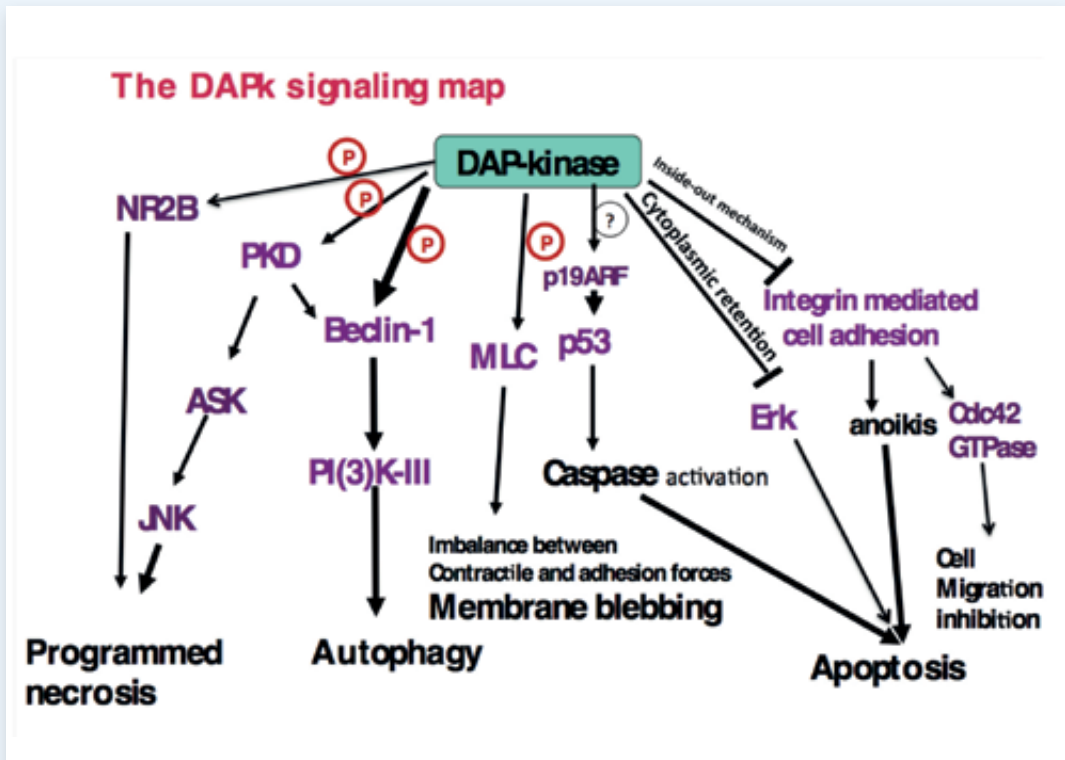 The DAPk signaling map
DAP-kinase
P
P
P
P
?
Inside-out mechanism
Cytoplasmic retention
NR2B
PKD
Beclin-1
MLC
p19ARF
p53
Integrin mediated
cell adhesion
ASK
Erk
anoikis
Cdc42
GTPase
PI(3)K-III
Caspase activation
JNK
Imbalance between
Contractile and adhesion forces
Membrane blebbing
Cell
Migration
inhibition
Programmed
necrosis
Autophagy
Apoptosis